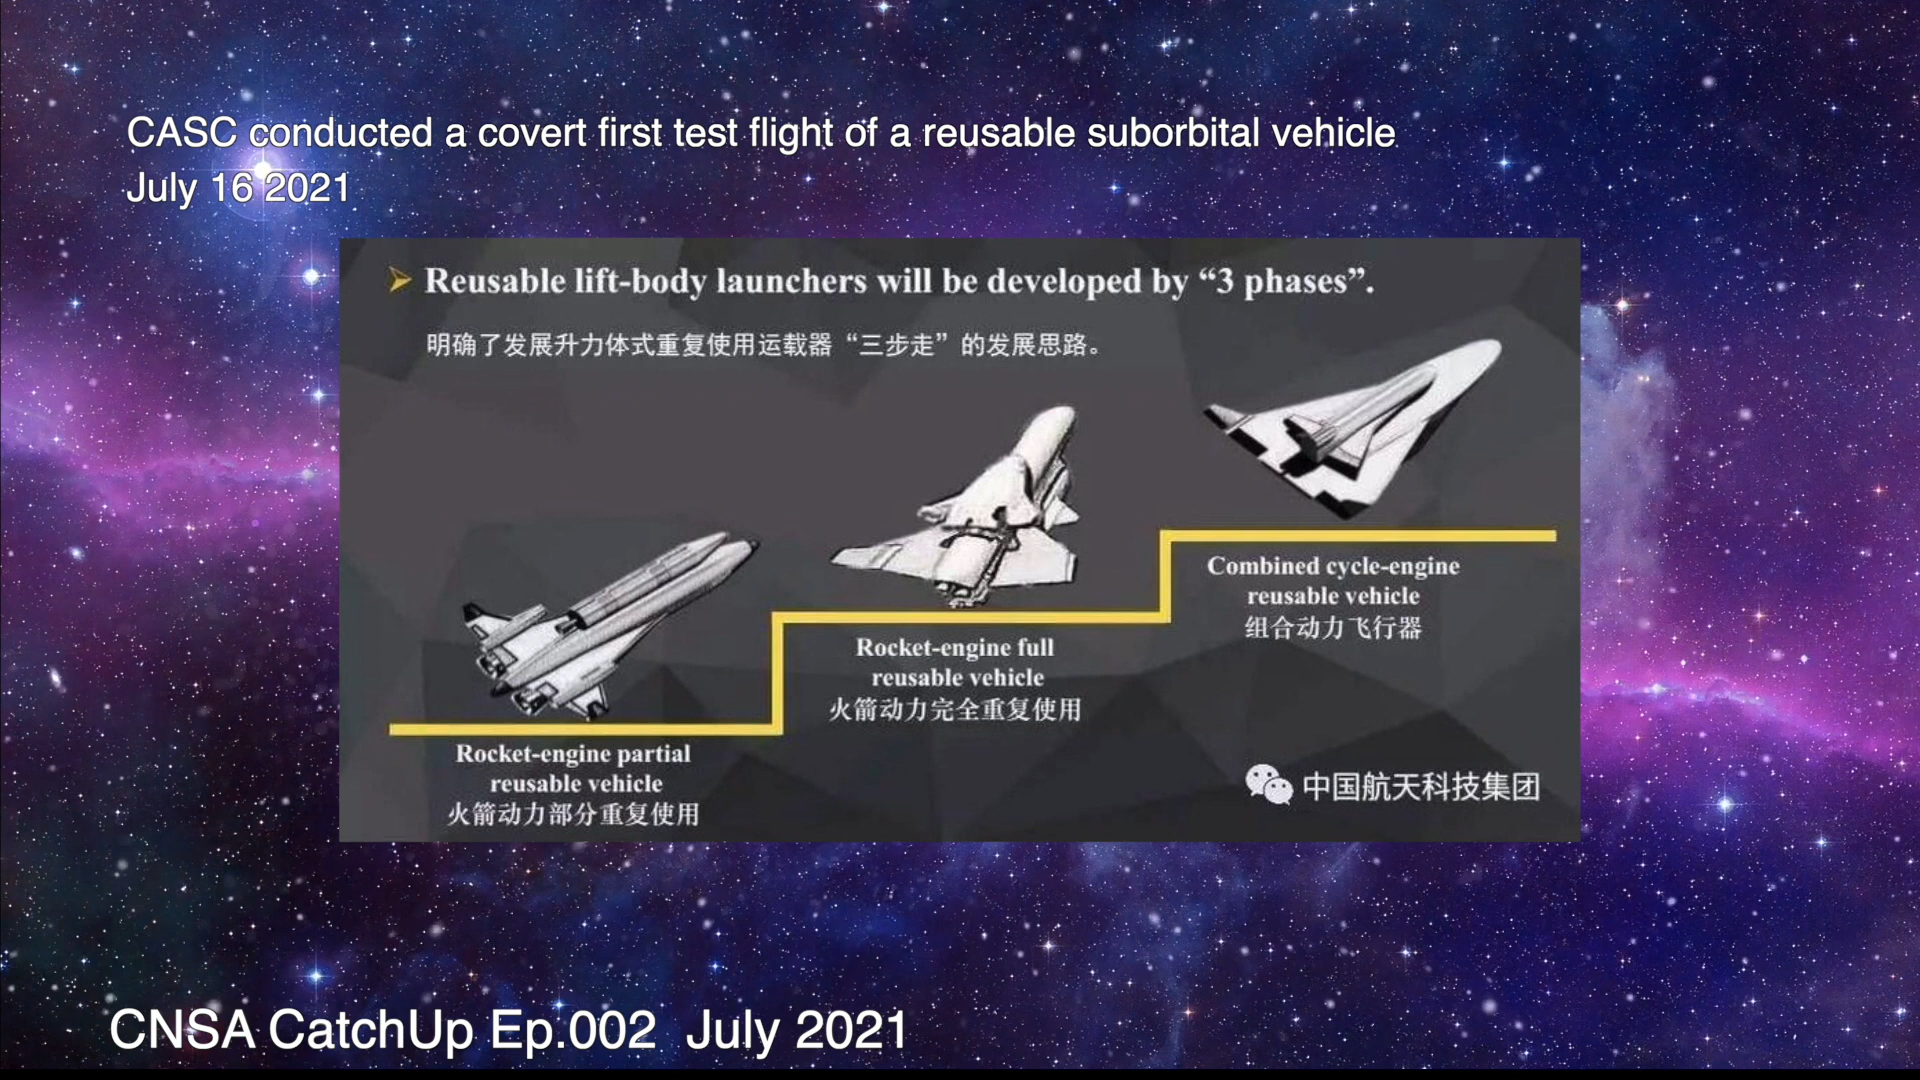 CASC conducted a covert first test flight of a reusable suborbital vehicle
July 16 2021
Reusable lift-body launchers will be developed by “3 phases”.
明确了发展升力体式重复使用运载器“三步走”的发展思路。
Rocket-engine partial
reusable vehicle
火箭动力部分重复使用
Rocket-engine full
reusable vehicle
火箭动力完全重复使用
Combined cycle-engine
reusable vehicle
组合动力飞行器
中国航天科技集团
CNSA CatchUp Ep.002 July 2021